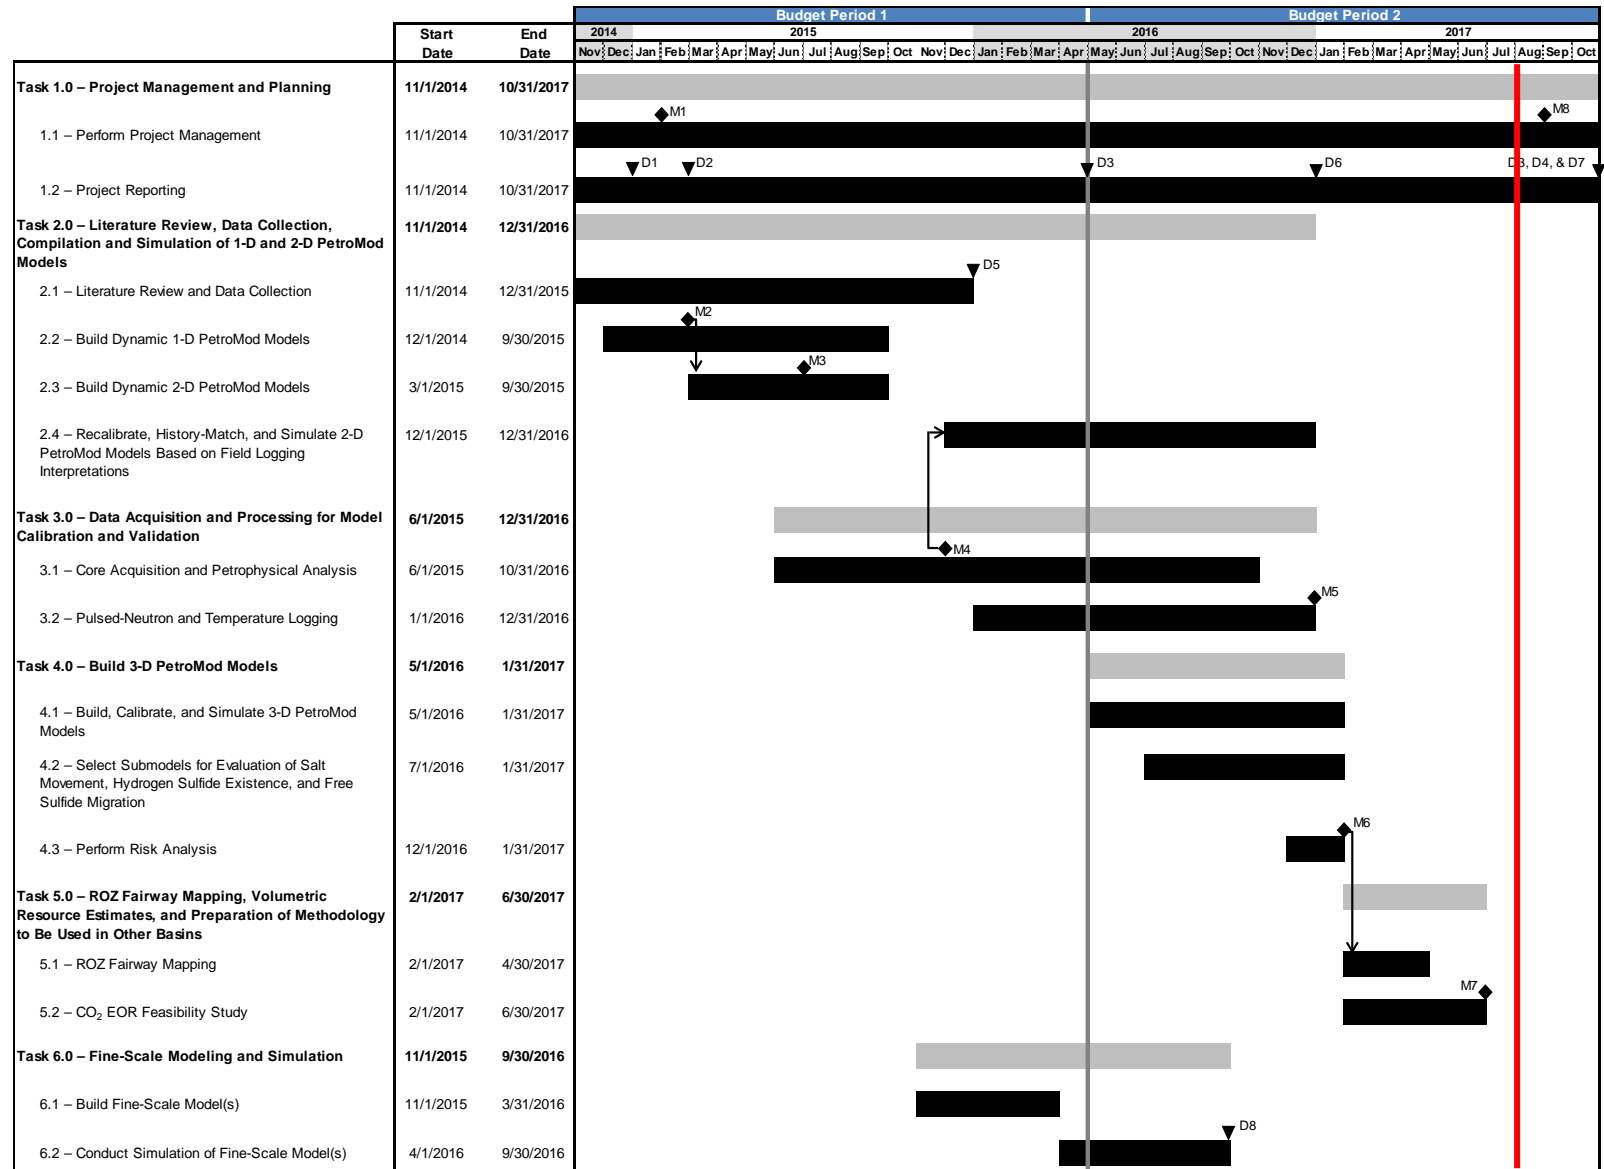 Budget Period 1 Budget Period 2
Start End 2014 2015 2016 2017
Date Date Nov Dec Jan Feb Mar Apr May Jun Jul Aug Sep Oct Nov Dec Jan Feb Mar Apr May Jun Jul Aug Sep Oct Nov Dec Jan Feb Mar Apr May Jun Jul Aug Sep Oct
Task 1.0 – Project Management and Planning 11/1/2014 10/31/2017
M1 M8
1.1 – Perform Project Management 11/1/2014 10/31/2017
D1 D2 D3 D6 D3, D4, & D7
1.2 – Project Reporting 11/1/2014 10/31/2017
Task 2.0 – Literature Review, Data Collection, 11/1/2014 12/31/2016
Compilation and Simulation of 1-D and 2-D PetroMod
Models
D5
2.1 – Literature Review and Data Collection 11/1/2014 12/31/2015
M2
2.2 – Build Dynamic 1-D PetroMod Models 12/1/2014 9/30/2015
M3
2.3 – Build Dynamic 2-D PetroMod Models 3/1/2015 9/30/2015
2.4 – Recalibrate, History-Match, and Simulate 2-D 12/1/2015 12/31/2016
PetroMod Models Based on Field Logging
Interpretations
Task 3.0 – Data Acquisition and Processing for Model 6/1/2015 12/31/2016
Calibration and Validation
M4
3.1 – Core Acquisition and Petrophysical Analysis 6/1/2015 10/31/2016
M5
3.2 – Pulsed-Neutron and Temperature Logging 1/1/2016 12/31/2016
Task 4.0 – Build 3-D PetroMod Models 5/1/2016 1/31/2017
4.1 – Build, Calibrate, and Simulate 3-D PetroMod 5/1/2016 1/31/2017
Models
4.2 – Select Submodels for Evaluation of Salt 7/1/2016 1/31/2017
Movement, Hydrogen Sulfide Existence, and Free
Sulfide Migration
M6
4.3 – Perform Risk Analysis 12/1/2016 1/31/2017
Task 5.0 – ROZ Fairway Mapping, Volumetric 2/1/2017 6/30/2017
Resource Estimates, and Preparation of Methodology
to Be Used in Other Basins
5.1 – ROZ Fairway Mapping 2/1/2017 4/30/2017
M7
5.2 – CO2 EOR Feasibility Study 2/1/2017 6/30/2017
Task 6.0 – Fine-Scale Modeling and Simulation 11/1/2015 9/30/2016
6.1 – Build Fine-Scale Model(s) 11/1/2015 3/31/2016
D8
6.2 – Conduct Simulation of Fine-Scale Model(s) 4/1/2016 9/30/2016